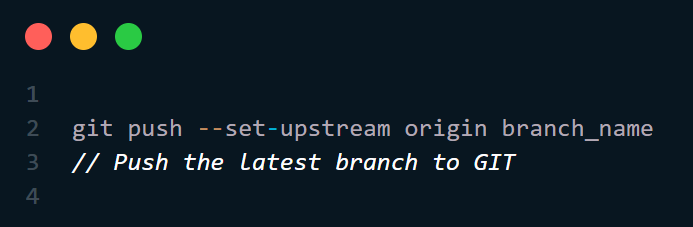 1
2 git push --set-upstream origin branch_name
3 // Push the latest branch to GIT
4